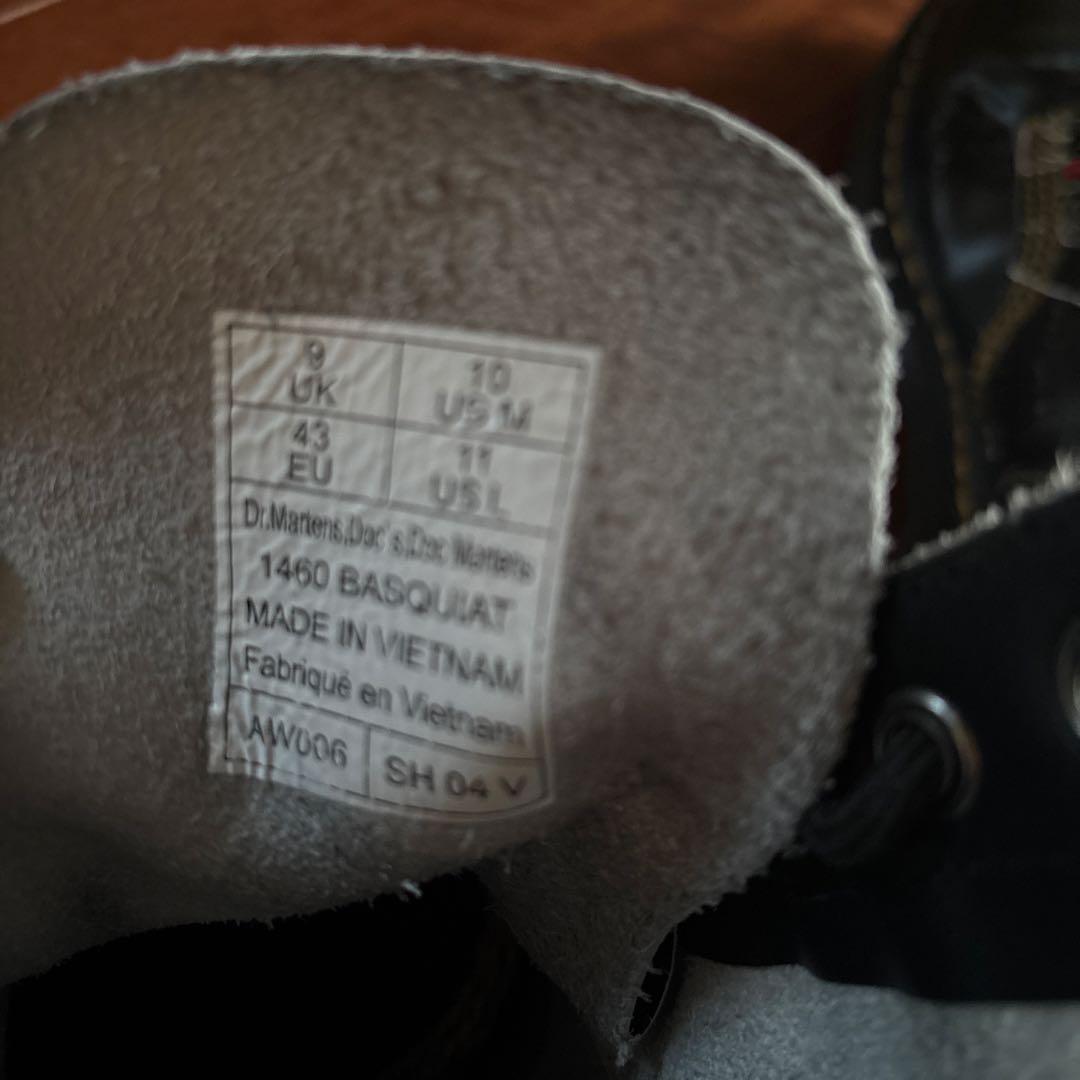 9 UK
10 US M
43 EU
11 US L
Dr.Martens,Doc's,Doc Martens
1460 BASQUIAT
MADE IN VIETNAM
Fabriqué en Vietnam
AW006
SH 04 V